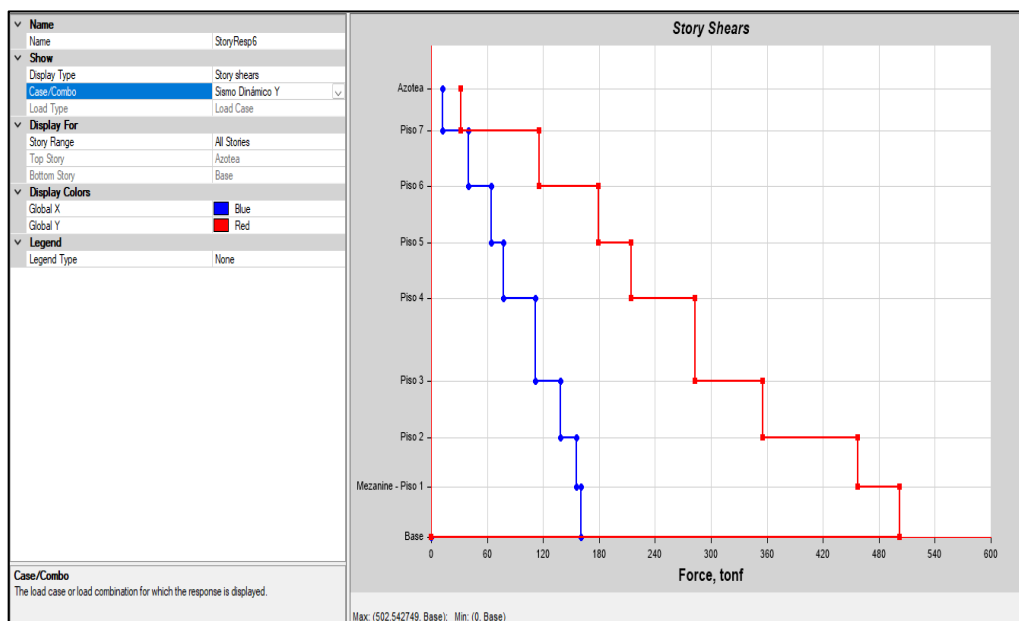 Name
Name StoryResp6
Show
Display Type Story shears
Case/Combo Sismo Dinámico Y
Load Type Load Case
Display For
Story Range All Stories
Top Story Azotea
Bottom Story Base
Display Colors
Global X Blue
Global Y Red
Legend
Legend Type None
Case/Combo
The load case or load combination for which the response is displayed.
Story Shears
Azotea
Piso 7
Piso 6
Piso 5
Piso 4
Piso 3
Piso 2
Mezanine - Piso 1
Base
0 60 120 180 240 300 360 420 480 540 600
Force, tonf
Max: (502.542749, Base); Min: (0, Base)